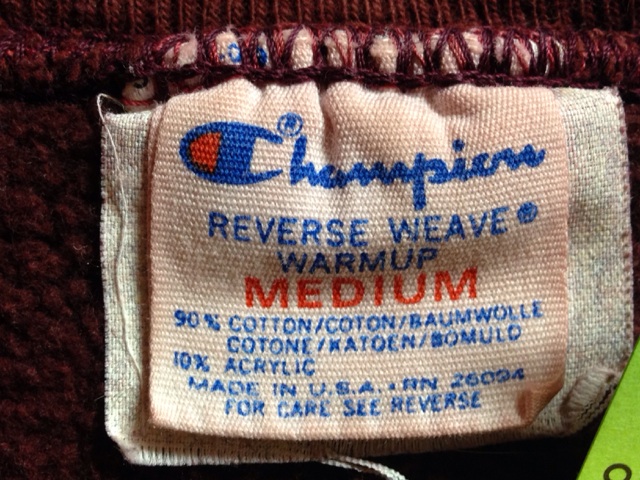 Champion®
REVERSE WEAVE®
WARMUP
MEDIUM
90% COTTON/COTON/BAUMWOLLE
COTONE/KATOEN/BOMULD
10% ACRYLIC
MADE IN U.S.A. • RN 26094
FOR CARE SEE REVERSE